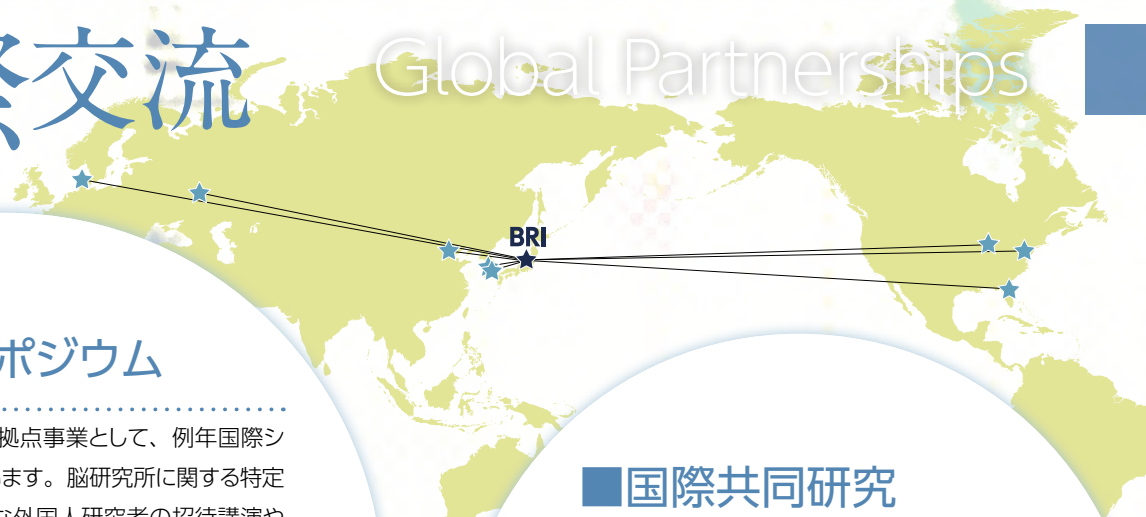 際交流
Global Partnerships
BRI
ポジウム
拠点事業として、例年国際シ
ます。脳研究所に関する特定
外国人研究者の招待講演や
■国際共同研究